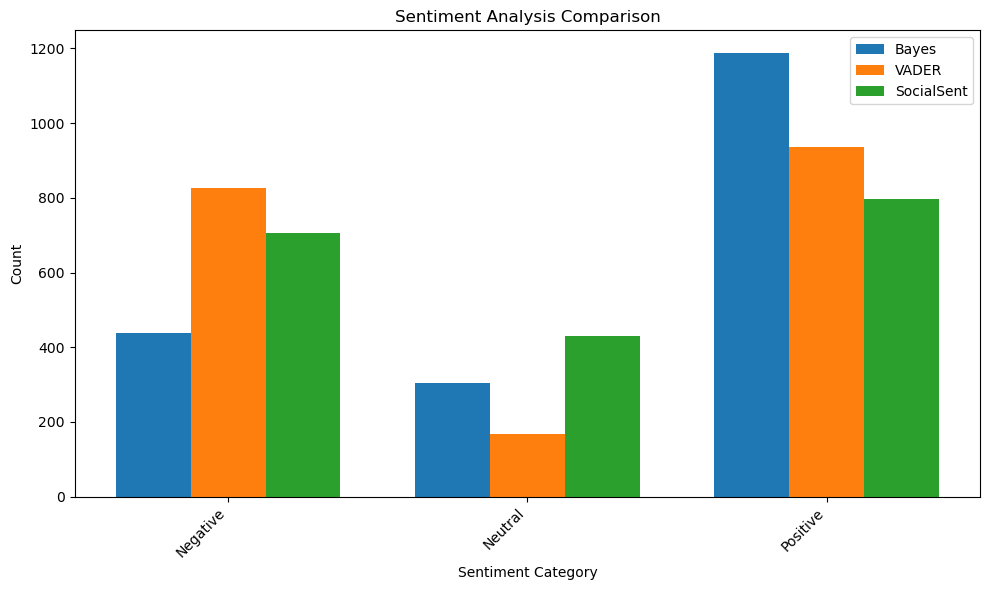 Sentiment Analysis Comparison
Bayes
VADER
SocialSent
1200
1000
800
600
400
200
0
Count
Negative
Neutral
Positive
Sentiment Category